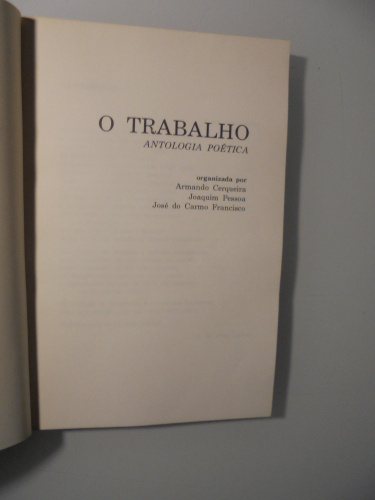 O TRABALHO
ANTOLOGIA POÉTICA
organizada por
Armando Cerqueira
Joaquim Pessoa
José do Carmo Francisco